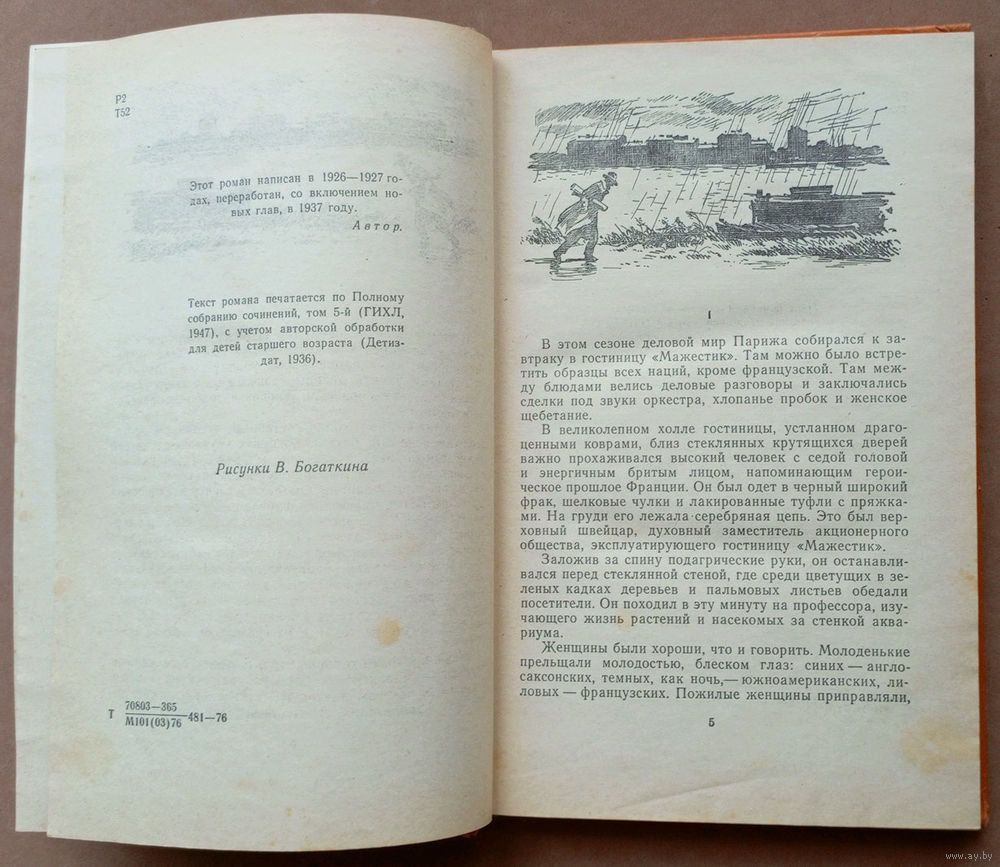 Р2
Т52
Этот роман написан в 1926—1927 го-
дах, переработан, со включением но-
вых глав, в 1937 году.
Автор.
Текст романа печатается по Полному
собранию сочинений, том 5-й (ГИХЛ,
1947), с учетом авторской обработки
для детей старшего возраста (Детиз-
дат, 1936).
Рисунки В. Богаткина
Т 70803—365
М101(03)76 481—76
1
В этом сезоне деловой мир Парижа собирался к за-
втраку в гостиницу «Мажестик». Там можно было встре-
тить образцы всех наций, кроме французской. Там меж-
ду блюдами велись деловые разговоры и заключались
сделки под звуки оркестра, хлопанье пробок и женское
щебетание.
В великолепном холле гостиницы, устланном драго-
ценными коврами, близ стеклянных крутящихся дверей
важно прохаживался высокий человек с седой головой
и энергичным бритым лицом, напоминающим герои-
ческое прошлое Франции. Он был одет в черный широкий
фрак, шелковые чулки и лакированные туфли с пряжка-
ми. На груди его лежала серебряная цепь. Это был вер-
ховный швейцар, духовный заместитель акционерного
общества, эксплуатирующего гостиницу «Мажестик».
Заложив за спину подагрические руки, он останавли-
вался перед стеклянной стеной, где среди цветущих в зе-
леных кадках деревьев и пальмовых листьев обедали
посетители. Он походил в эту минуту на профессора, изу-
чающего жизнь растений и насекомых за стенкой аква-
риума.
Женщины были хороши, что и говорить. Молоденькие
прельщали молодостью, блеском глаз: синих — англо-
саксонских, темных, как ночь,— южноамериканских, ли-
ловых — французских. Пожилые женщины приправляли,
5
www.ay.by